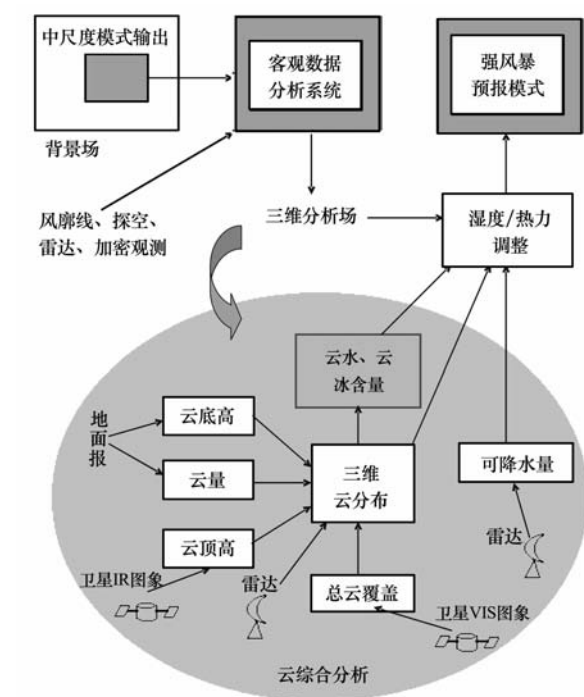 中尺度模式输出
背景场
客观数据
分析系统
强风暴
预报模式
风廓线、探空、
雷达、加密观测
三维分析场
湿度/热力
调整
云水、云
冰含量
地
面
报
云底高
云量
云顶高
三维
云分布
可降水量
雷达
卫星IR图象
雷达
总云覆盖
卫星VIS图象
云综合分析